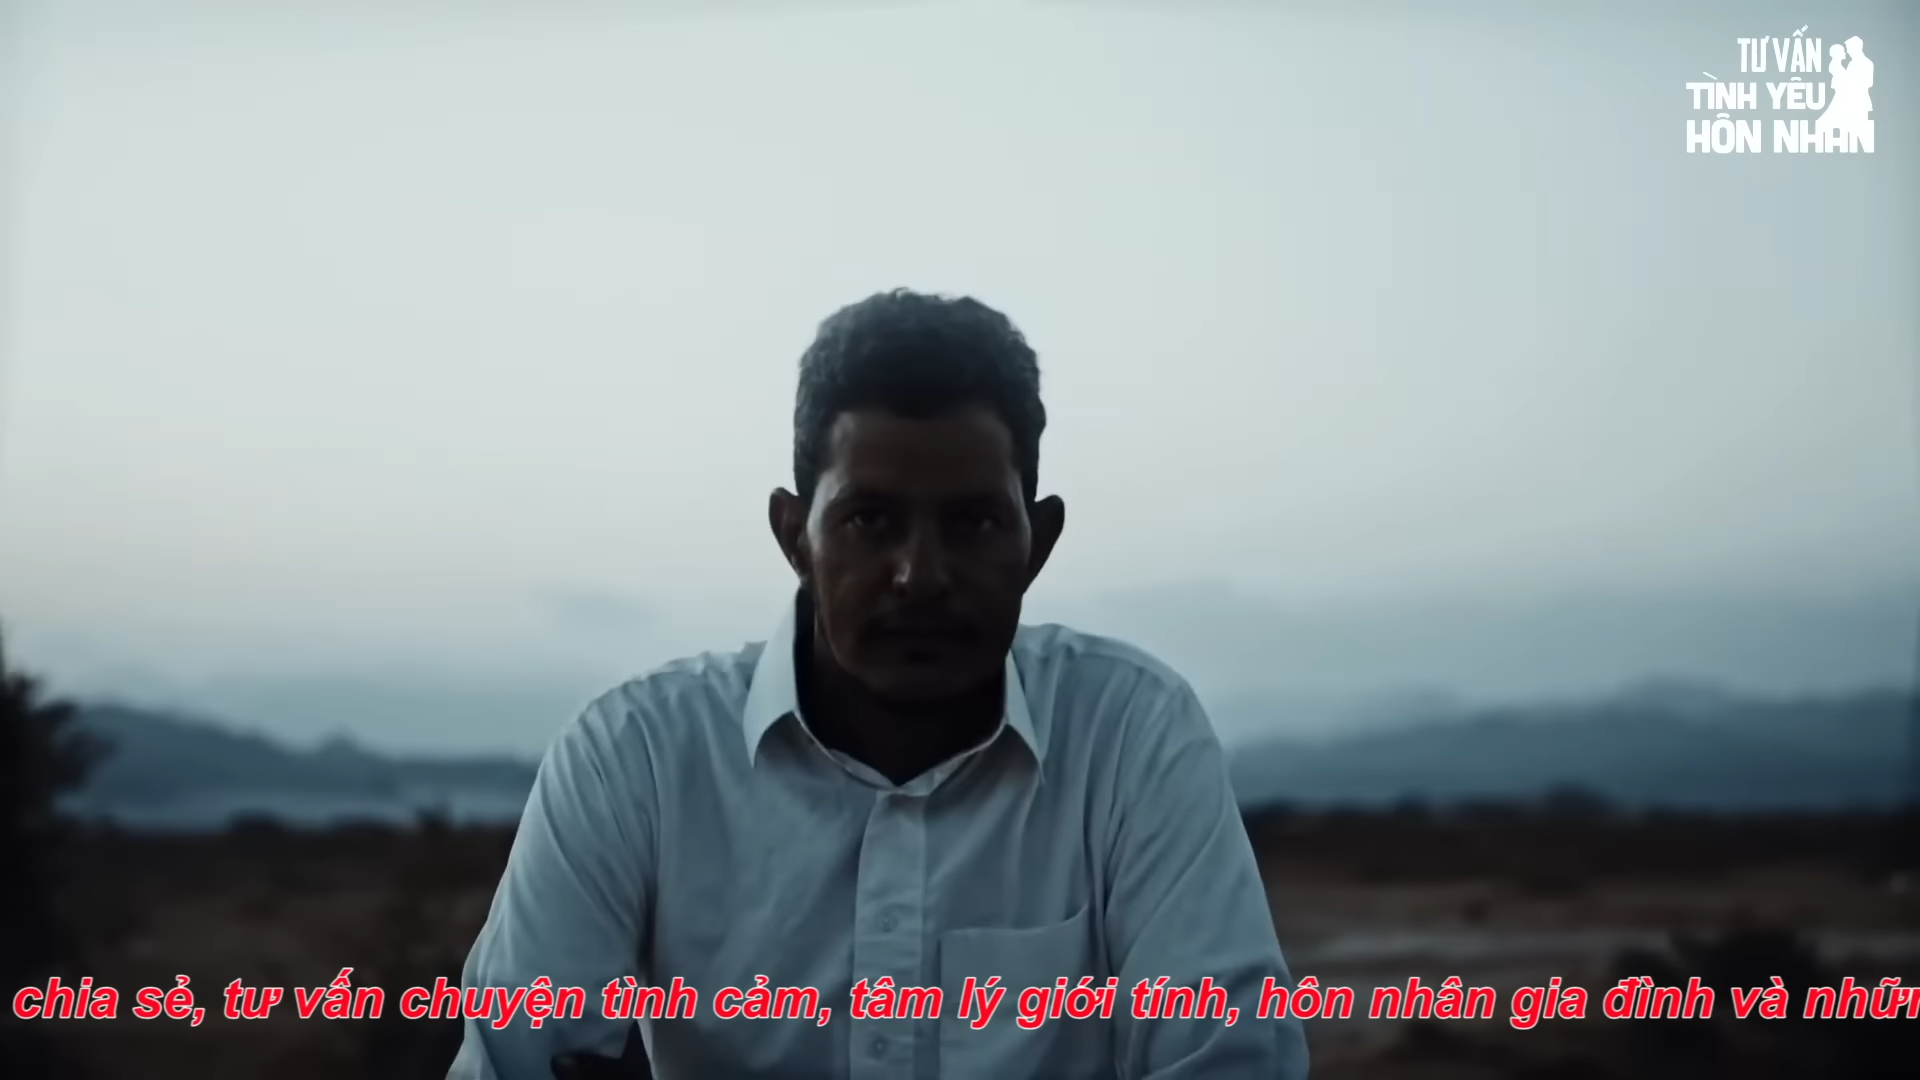 TƯ VẤN
TÌNH YÊU
HÔN NHÂN
chia sẻ, tư vấn chuyện tình cảm, tâm lý giới tính, hôn nhân gia đình và